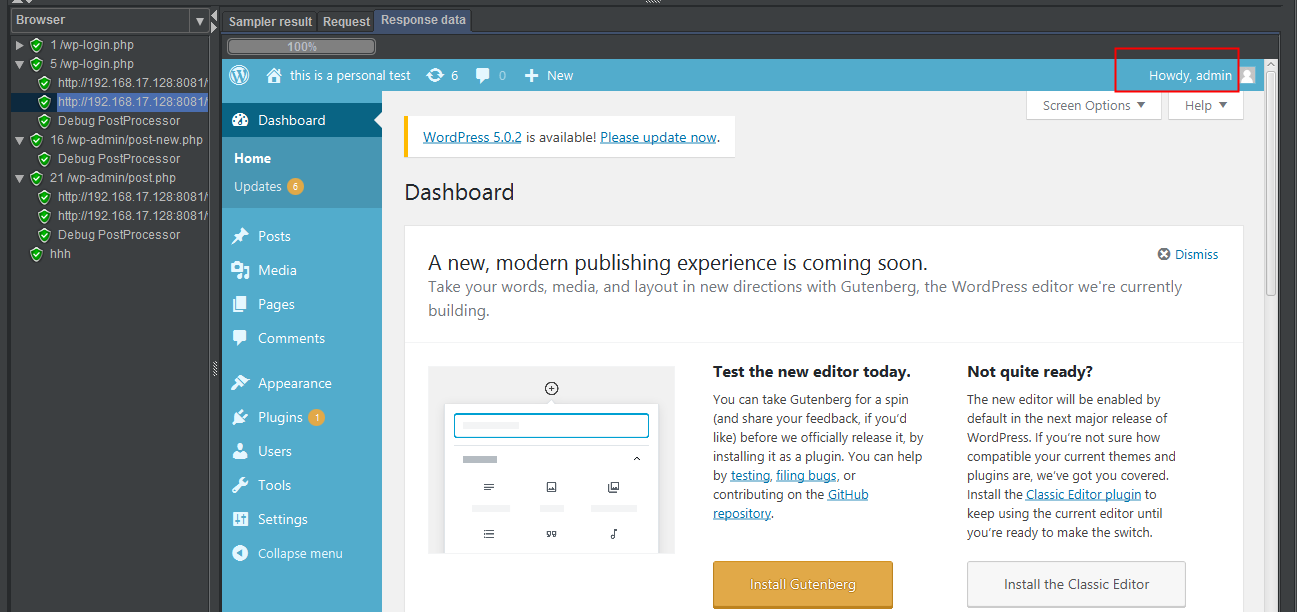 Browser
Sampler result Request Response data
100%
1 /wp-login.php
5 /wp-login.php
http://192.168.17.128:8081/
http://192.168.17.128:8081/
Debug PostProcessor
16 /wp-admin/post-new.php
Debug PostProcessor
21 /wp-admin/post.php
http://192.168.17.128:8081/
http://192.168.17.128:8081/
Debug PostProcessor
hhh
this is a personal test 6 0 New Howdy, admin
Screen Options Help
Dashboard
Home
Updates 6
Posts
Media
Pages
Comments
Appearance
Plugins 1
Users
Tools
Settings
Collapse menu
WordPress 5.0.2 is available! Please update now.
Dashboard
A new, modern publishing experience is coming soon.
Dismiss
Take your words, media, and layout in new directions with Gutenberg, the WordPress editor we're currently
building.
Test the new editor today.
You can take Gutenberg for a spin
(and share your feedback, if you'd
like) before we officially release it, by
installing it as a plugin. You can help
by testing, filing bugs, or
contributing on the GitHub
repository.
Install Gutenberg
Not quite ready?
The new editor will be enabled by
default in the next major release of
WordPress. If you're not sure how
compatible your current themes and
plugins are, we've got you covered.
Install the Classic Editor plugin to
keep using the current editor until
you're ready to make the switch.
Install the Classic Editor